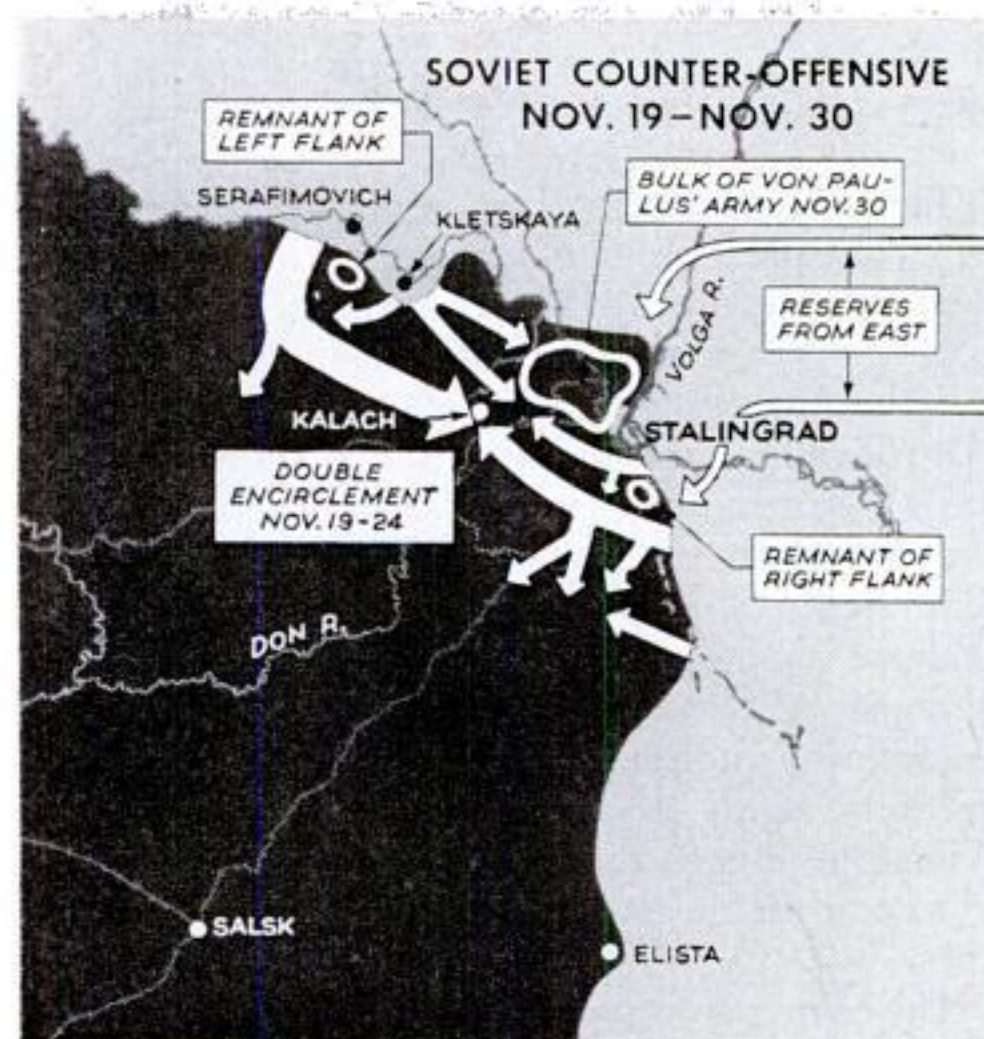 SOVIET COUNTER-OFFENSIVE
NOV. 19 – NOV. 30
REMNANT OF
LEFT FLANK
SERAFIMOVICH
KLETSKAYA
BULK OF VON PAU-
LUS' ARMY NOV. 30
VOLGA R.
RESERVES
FROM EAST
KALACH
STALINGRAD
DOUBLE
ENCIRCLEMENT
NOV. 19-24
REMNANT OF
RIGHT FLANK
DON R.
SALSK
ELISTA